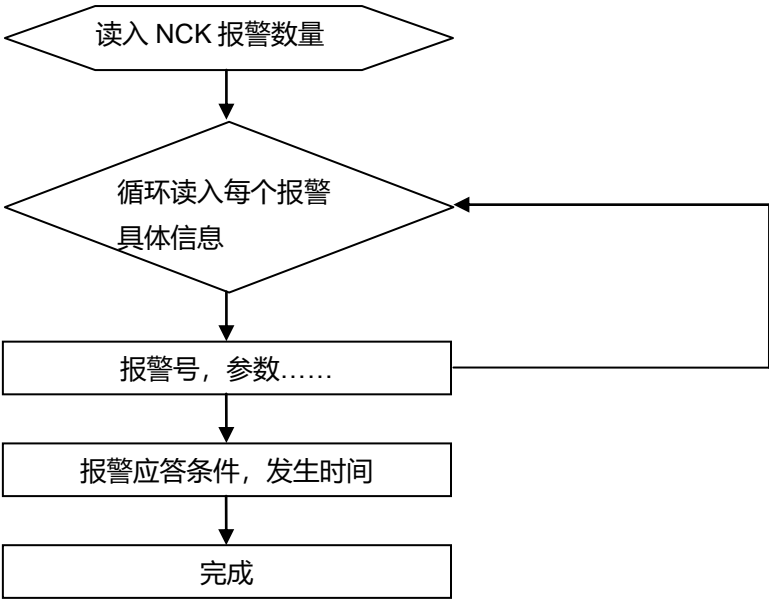 读入 NCK 报警数量
循环读入每个报警
具体信息
报警号，参数……
报警应答条件，发生时间
完成